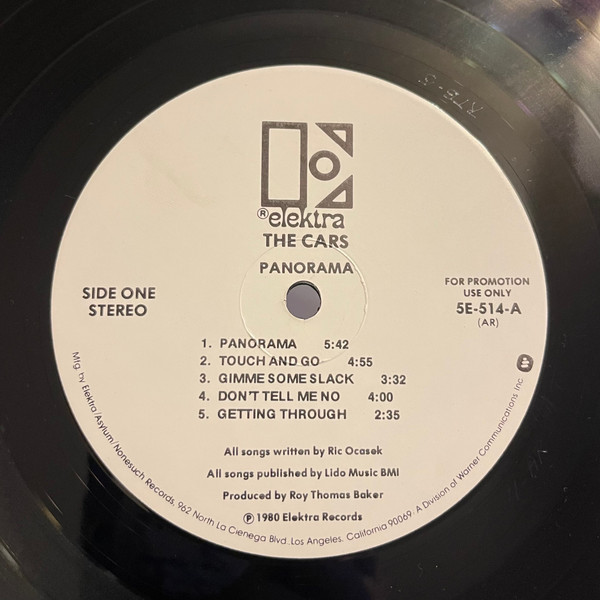 ® elektra
THE CARS
PANORAMA
SIDE ONE
STEREO
FOR PROMOTION
USE ONLY
5E-514-A
(AR)
1. PANORAMA 5:42
2. TOUCH AND GO 4:55
3. GIMME SOME SLACK 3:32
4. DON'T TELL ME NO 4:00
5. GETTING THROUGH 2:35
All songs written by Ric Ocasek
All songs published by Lido Music BMI
Produced by Roy Thomas Baker
℗ 1980 Elektra Records
Mfg. by Elektra/Asylum/Nonesuch Records, 962 North La Cienega Blvd., Los Angeles, California 90069. A Division of Warner Communications Inc.